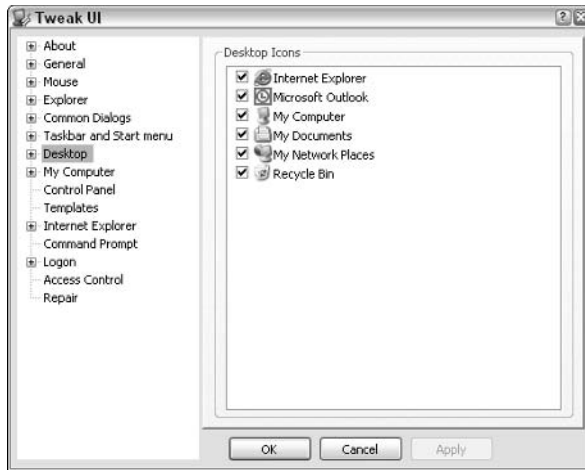 Tweak UI
About
General
Mouse
Explorer
Common Dialogs
Taskbar and Start menu
Desktop
My Computer
Control Panel
Templates
Internet Explorer
Command Prompt
Logon
Access Control
Repair
Desktop Icons
Internet Explorer
Microsoft Outlook
My Computer
My Documents
My Network Places
Recycle Bin
OK
Cancel
Apply